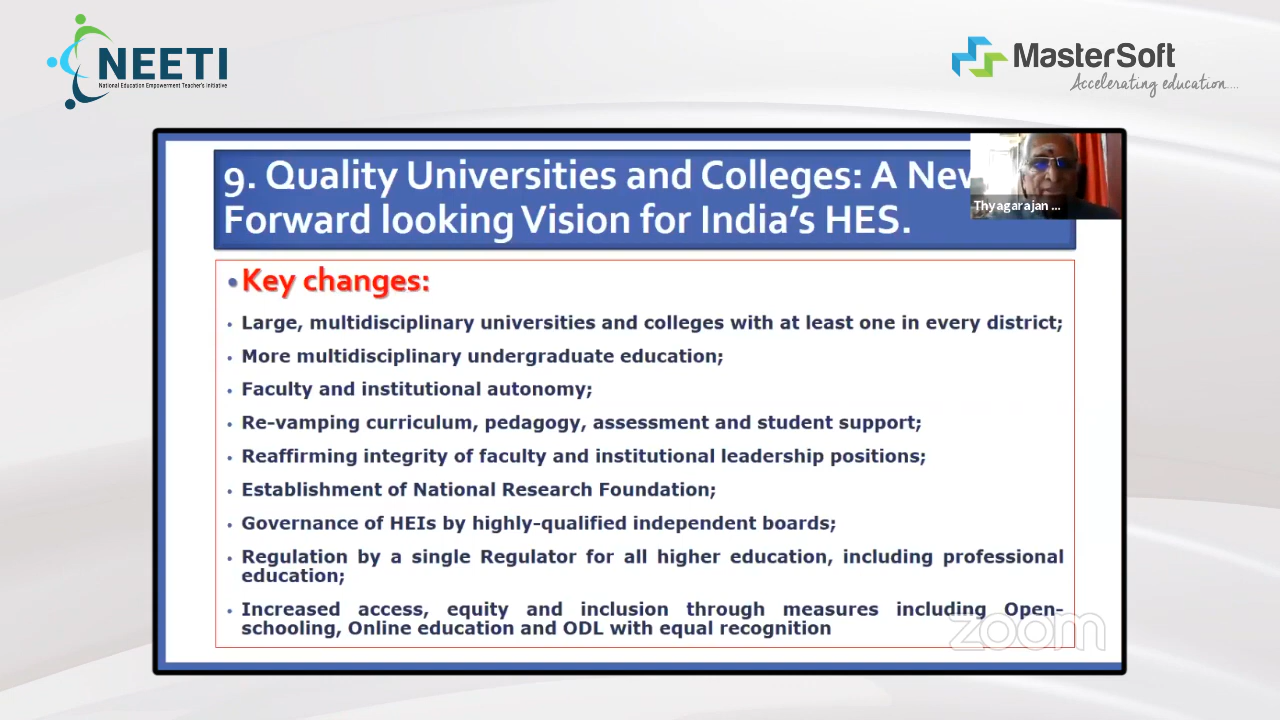 NEETI
National Education Empowerment Teacher's Initiative
MasterSoft
Accelerating education....
9. Quality Universities and Colleges: A New
Forward looking Vision for India's HES.
Thyagarajan ...
Key changes:
Large, multidisciplinary universities and colleges with at least one in every district;
More multidisciplinary undergraduate education;
Faculty and institutional autonomy;
Re-vamping curriculum, pedagogy, assessment and student support;
Reaffirming integrity of faculty and institutional leadership positions;
Establishment of National Research Foundation;
Governance of HEIs by highly-qualified independent boards;
Regulation by a single Regulator for all higher education, including professional
education;
Increased access, equity and inclusion through measures including Open-
schooling, Online education and ODL with equal recognition
zoom